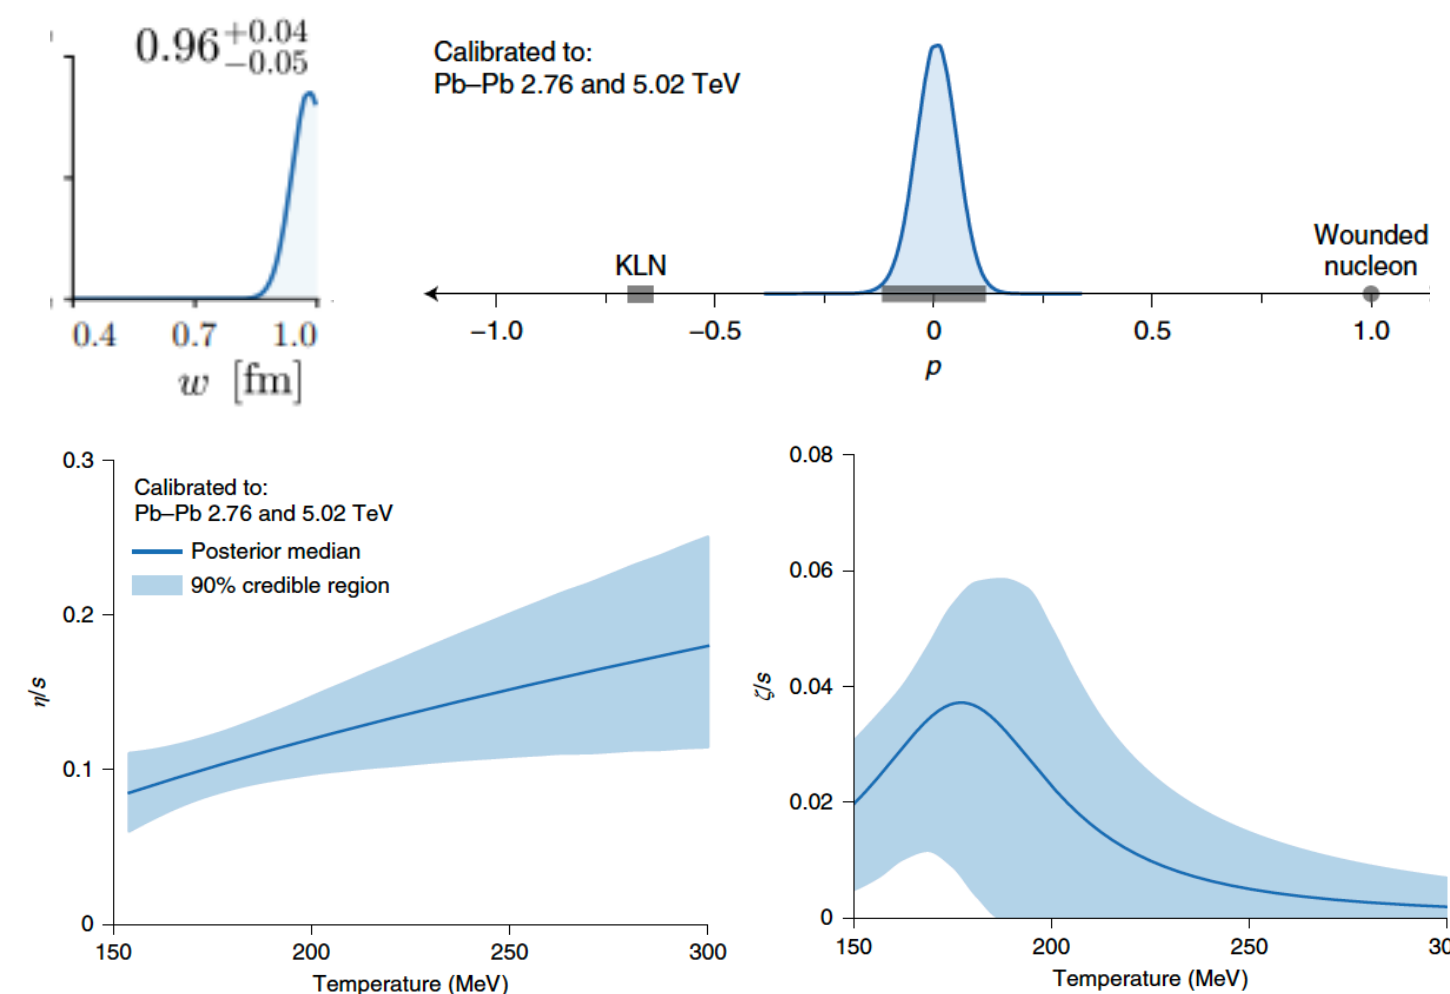 0.96 +0.04 −0.05
0.4 0.7 1.0
w [fm]
Calibrated to:
Pb–Pb 2.76 and 5.02 TeV
KLN
Wounded
nucleon
−1.0 −0.5 0 0.5 1.0
p
0.3
0.2
0.1
0
η/s
Calibrated to:
Pb–Pb 2.76 and 5.02 TeV
Posterior median
90% credible region
150 200 250 300
Temperature (MeV)
0.08
0.06
0.04
0.02
0
ζ/s
150 200 250 30
Temperature (MeV)